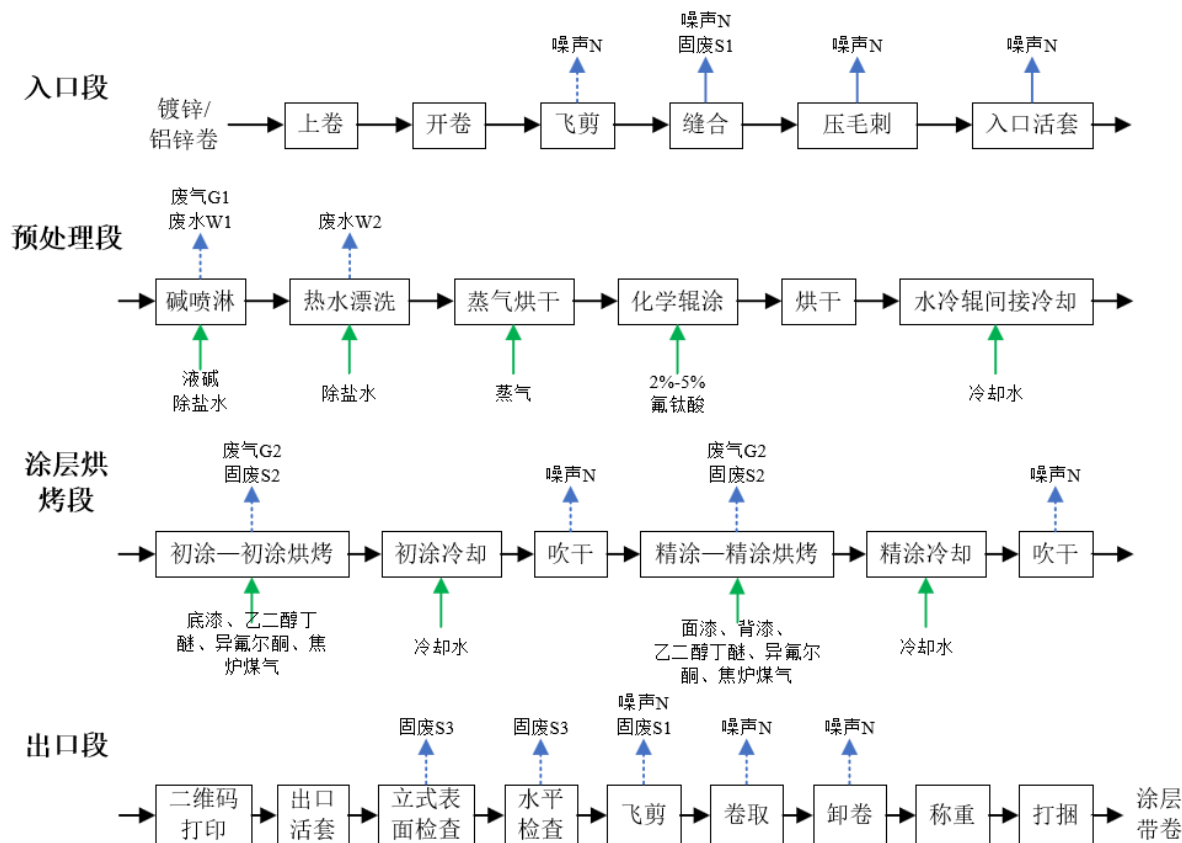 噪声N
噪声N
固废S1
噪声N
噪声N
入口段
镀锌/
铝锌卷
上卷
开卷
飞剪
缝合
压毛刺
入口活套
废气G1
废水W1
废水W2
预处理段
碱喷淋
热水漂洗
蒸气烘干
化学辊涂
烘干
水冷辊间接冷却
液碱
除盐水
除盐水
蒸气
2%-5%
氟钛酸
冷却水
涂层烘
烤段
废气G2
固废S2
噪声N
废气G2
固废S2
噪声N
初涂—初涂烘烤
初涂冷却
吹干
精涂—精涂烘烤
精涂冷却
吹干
底漆、乙二醇丁
醚、异氟尔酮、焦
炉煤气
冷却水
面漆、背漆、
乙二醇丁醚、异氟尔
酮、焦炉煤气
冷却水
出口段
固废S3
固废S3
噪声N
固废S1
噪声N
噪声N
二维码
打印
出口
活套
立式表
面检查
水平
检查
飞剪
卷取
卸卷
称重
打捆
涂层
带卷